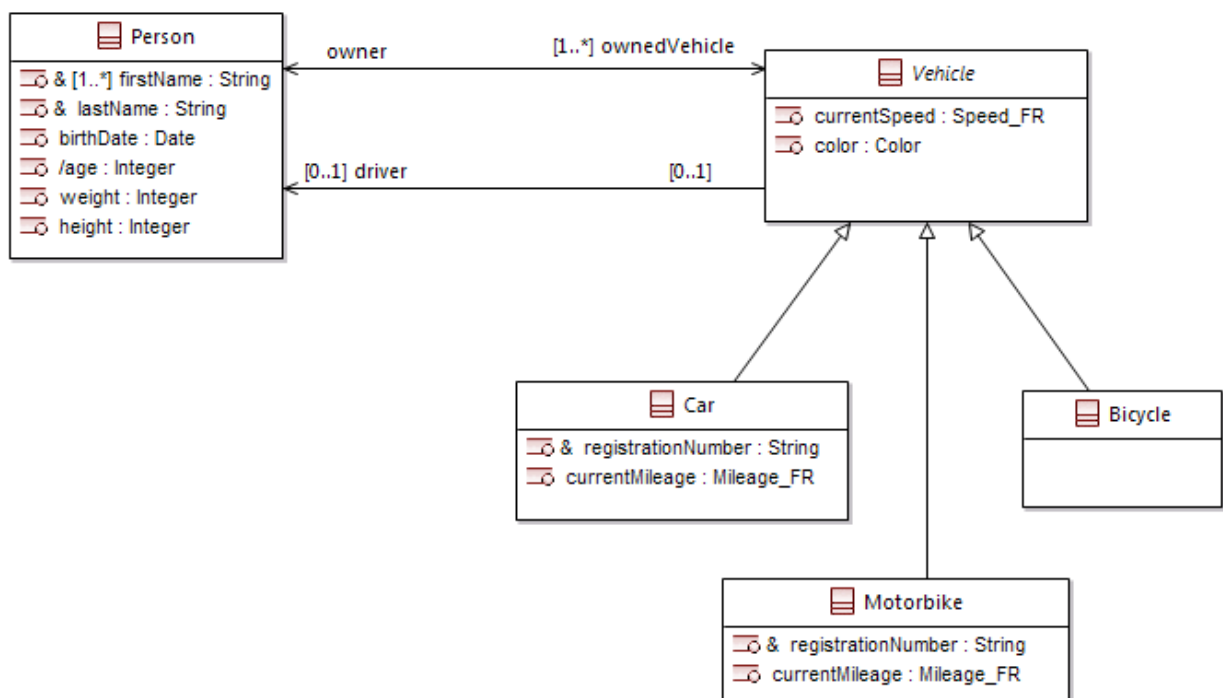 Person
& [1..*] firstName : String
& lastName : String
birthDate : Date
/age : Integer
weight : Integer
height : Integer
owner
[1..*] ownedVehicle
[0..1] driver
[0..1]
Vehicle
currentSpeed : Speed_FR
color : Color
Car
& registrationNumber : String
currentMileage : Mileage_FR
Bicycle
Motorbike
& registrationNumber : String
currentMileage : Mileage_FR